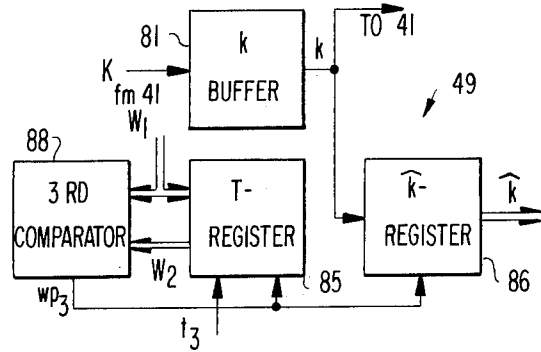 81
k
BUFFER
K
k
TO 41
49
fm 41
W₁
88
3 RD
COMPARATOR
T-
REGISTER
W₂
85
k̂-
REGISTER
k̂
86
wp₃
t₃